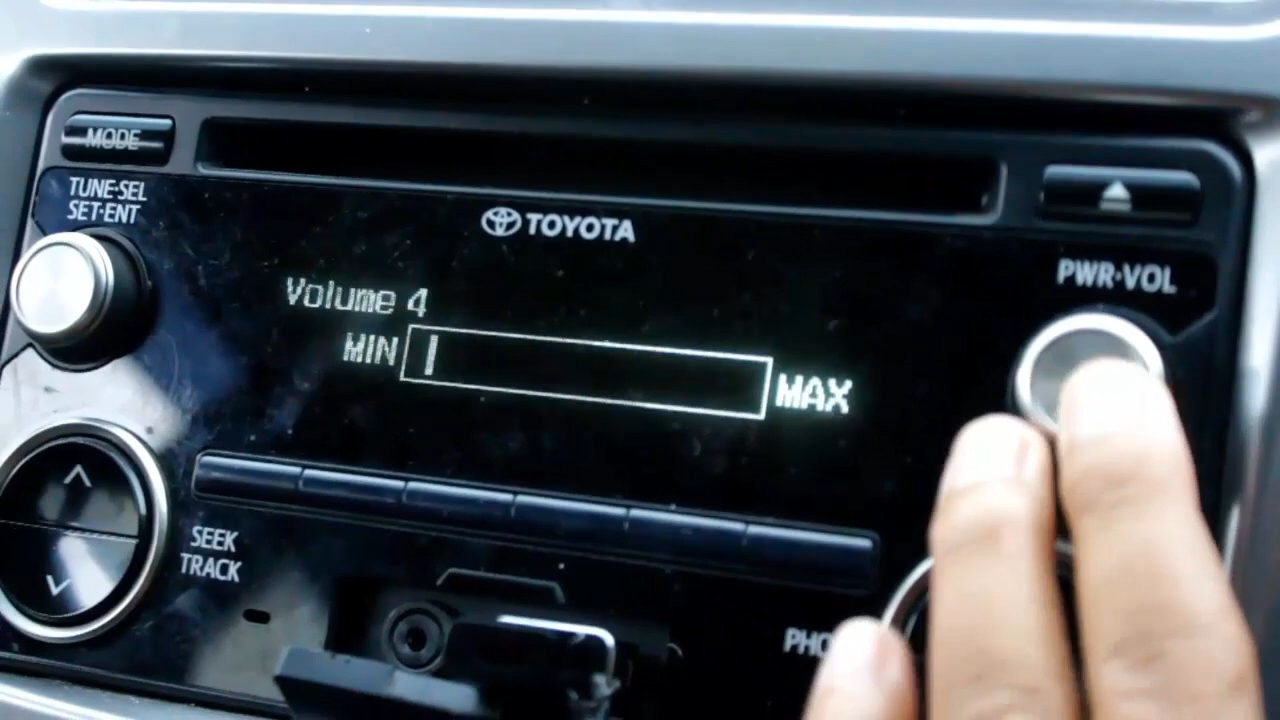 MODE
TUNE·SEL
SET·ENT
TOYOTA
PWR·VOL
Volume 4
MIN
MAX
SEEK
TRACK